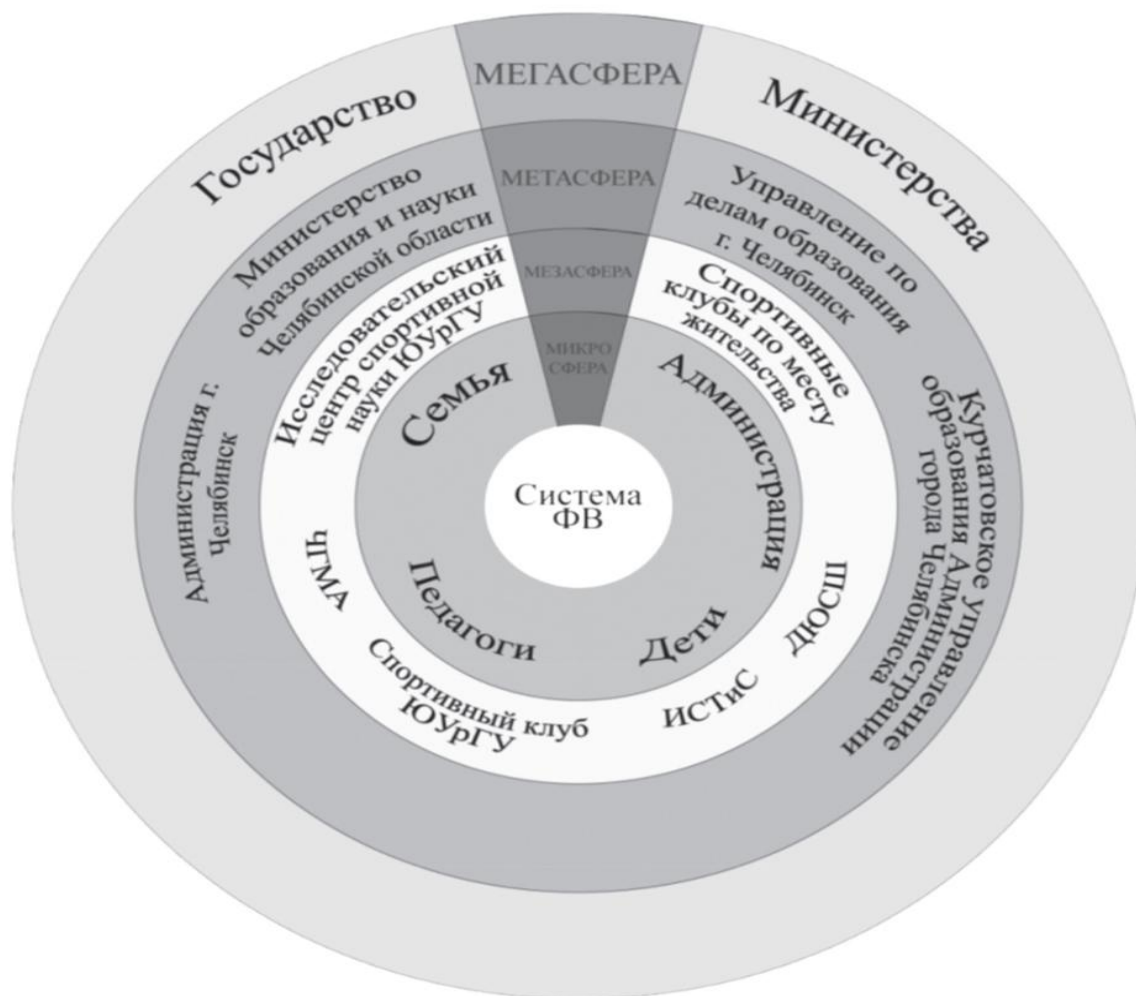 МЕГАСФЕРА
Государство
Министерства
МЕТАСФЕРА
Министерство
образования и науки
Челябинской области
Управление по
делам образования
г. Челябинск
Администрация г.
Челябинск
Курчатовское управление
образования Администрации
города Челябинска
МЕЗАСФЕРА
Исследовательский
центр спортивной
науки ЮУрГУ
Спортивные
клубы по месту
жительства
ЧГМА
Спортивный клуб
ЮУрГУ
ИСТиС
ДЮСШ
МИКРО
СФЕРА
Семья
Администрация
Педагоги
Дети
Система
ФВ